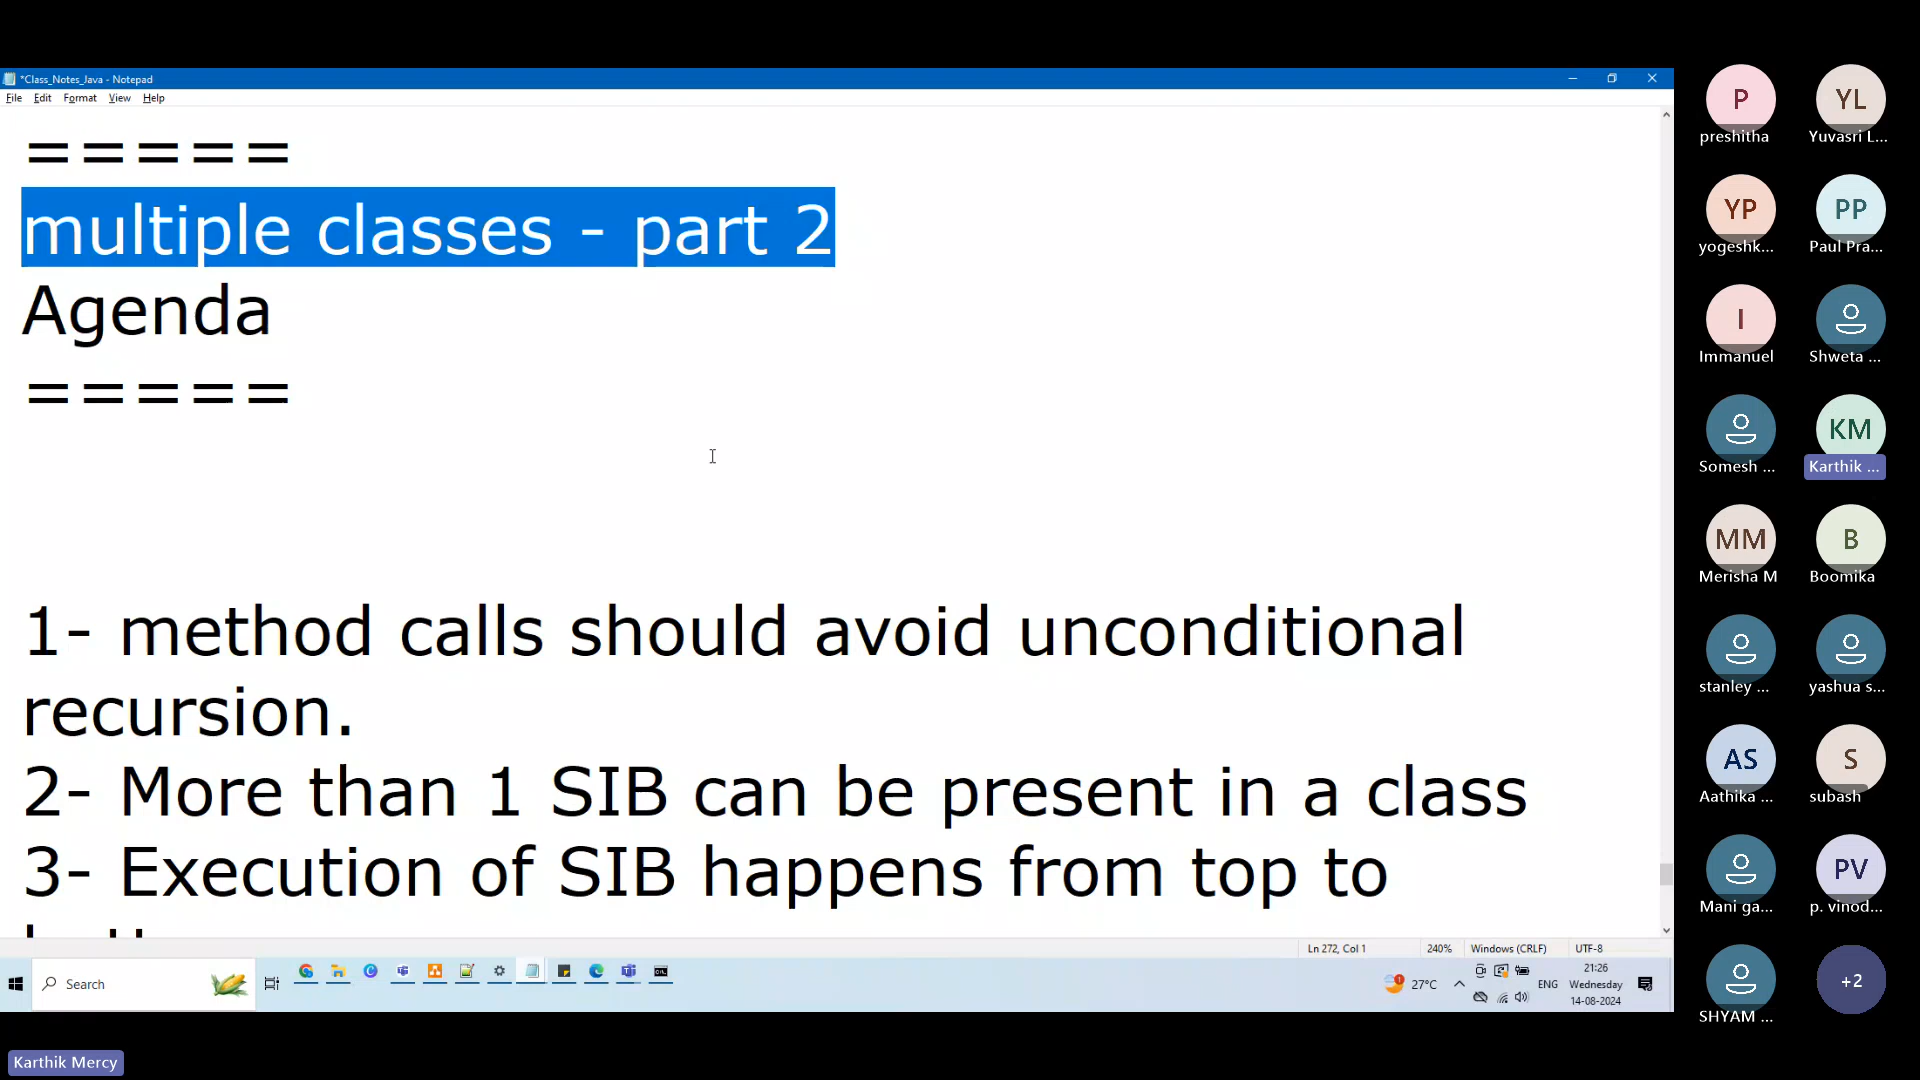 *Class_Notes_Java - Notepad
File Edit Format View Help
=====
multiple classes - part 2
Agenda
=====
1- method calls should avoid unconditional
recursion.
2- More than 1 SIB can be present in a class
3- Execution of SIB happens from top to
Ln 272, Col 1 240% Windows (CRLF) UTF-8
Search
27°C
ENG
21:26
Wednesday
14-08-2024
P
preshitha
YL
Yuvasri L...
YP
yogeshk...
PP
Paul Pra...
I
Immanuel
Shweta ...
Somesh ...
KM
Karthik ...
MM
Merisha M
B
Boomika
stanley ...
yashua s...
AS
Aathika ...
S
subash
Mani ga...
PV
p. vinod...
SHYAM ...
+2
Karthik Mercy